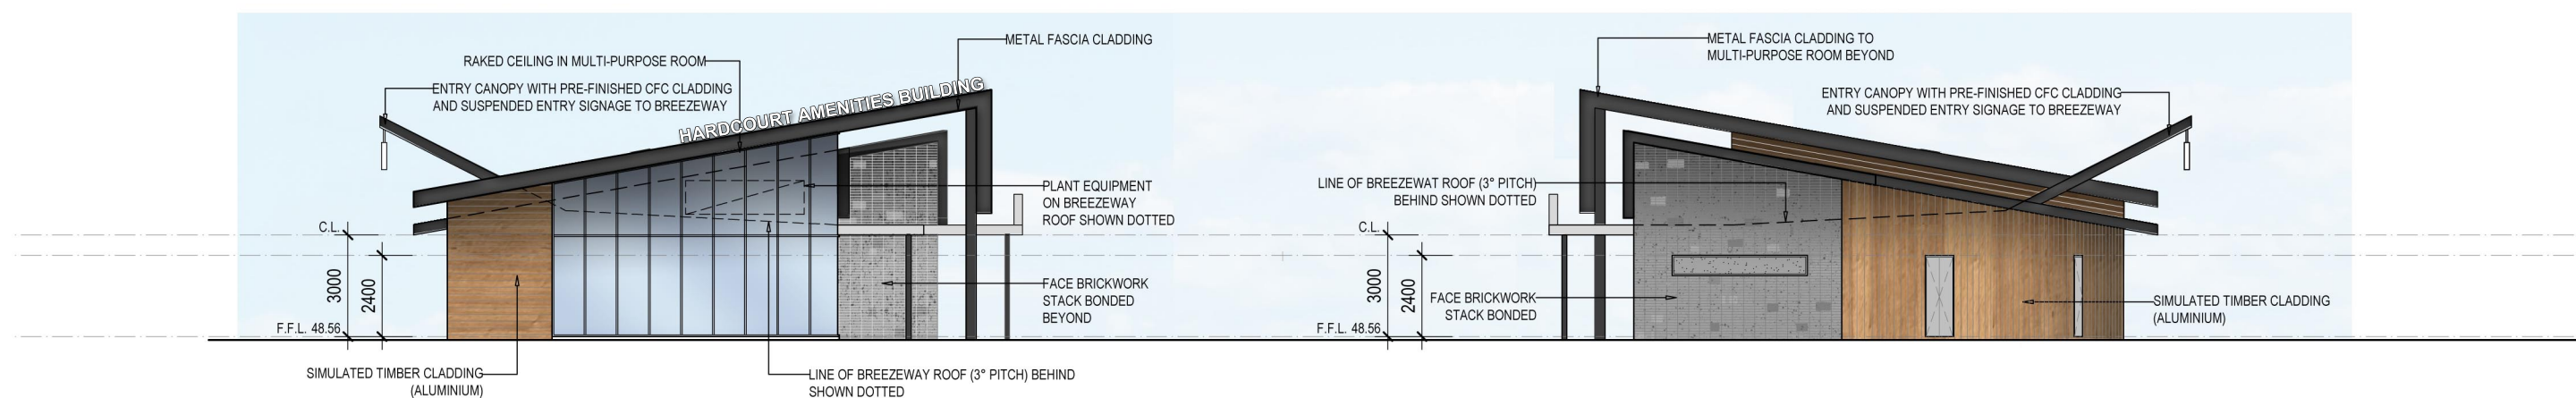 METAL FASCIA CLADDING
RAKED CEILING IN MULTI-PURPOSE ROOM
ENTRY CANOPY WITH PRE-FINISHED CFC CLADDING
AND SUSPENDED ENTRY SIGNAGE TO BREEZEWAY
HARDCOURT AMENITIES BUILDING
PLANT EQUIPMENT
ON BREEZEWAY
ROOF SHOWN DOTTED
C.L.
3000
2400
FACE BRICKWORK
STACK BONDED
BEYOND
F.F.L. 48.56
SIMULATED TIMBER CLADDING
(ALUMINIUM)
LINE OF BREEZEWAY ROOF (3° PITCH) BEHIND
SHOWN DOTTED
METAL FASCIA CLADDING TO
MULTI-PURPOSE ROOM BEYOND
ENTRY CANOPY WITH PRE-FINISHED CFC CLADDING
AND SUSPENDED ENTRY SIGNAGE TO BREEZEWAY
LINE OF BREEZEWAT ROOF (3° PITCH)
BEHIND SHOWN DOTTED
C.L.
3000
2400
FACE BRICKWORK
STACK BONDED
SIMULATED TIMBER CLADDING
(ALUMINIUM)
F.F.L. 48.56